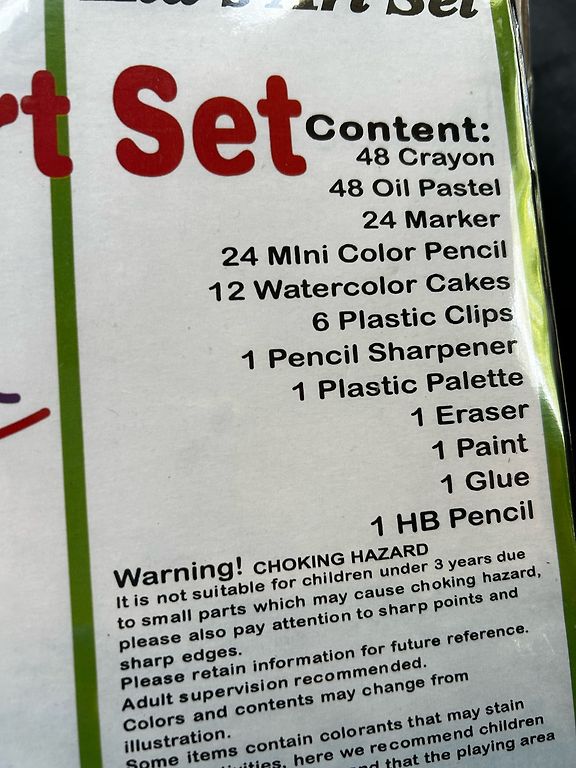 Art Set
Set
Content:
48 Crayon
48 Oil Pastel
24 Marker
24 MIni Color Pencil
12 Watercolor Cakes
6 Plastic Clips
1 Pencil Sharpener
1 Plastic Palette
1 Eraser
1 Paint
1 Glue
1 HB Pencil
Warning! CHOKING HAZARD
It is not suitable for children under 3 years due
to small parts which may cause choking hazard,
please also pay attention to sharp points and
sharp edges.
Please retain information for future reference.
Adult supervision recommended.
Colors and contents may change from
illustration.
Some items contain colorants that may stain
here we recommend children
that the playing area